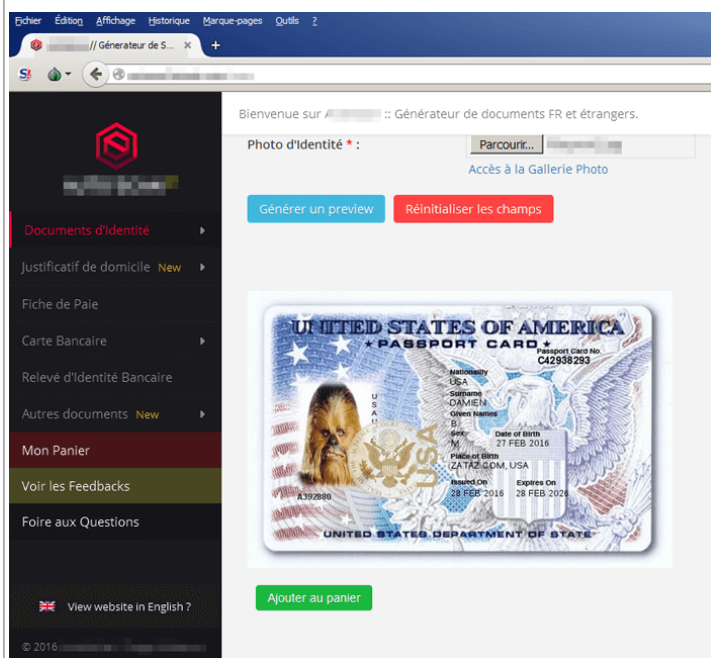 Fichier Édition Affichage Historique Marque-pages Outils ?
// Génerateur de S... × +
S!
Bienvenue sur A :: Générateur de documents FR et étrangers.
Photo d'Identité * :
Parcourir...
Accès à la Gallerie Photo
Générer un preview Réinitialiser les champs
Documents d'Identité
Justificatif de domicile New
Fiche de Paie
Carte Bancaire
Relevé d'Identité Bancaire
Autres documents New
Mon Panier
Voir les Feedbacks
Foire aux Questions
View website in English ?
© 2016
UNITED STATES OF AMERICA
★ PASSPORT CARD ★
Passport Card No.
C42938293
Nationality
USA
Surname
DAMIEN
Given Names
B
Sex Date of Birth
M 27 FEB 2016
Place of Birth
ZATAZ.COM, USA
Issued On Expires On
28 FEB 2016 28 FEB 2026
USA
USA
A392880
UNITED STATES DEPARTMENT OF STATE
Ajouter au panier